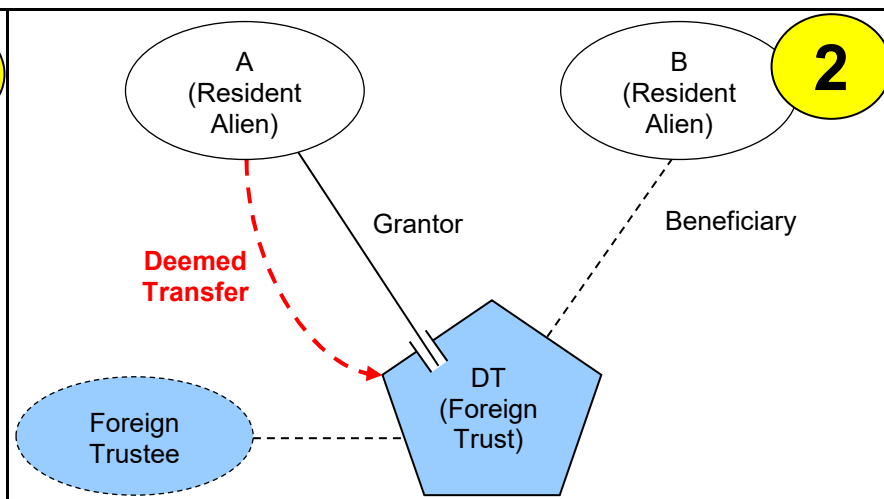 A
(Resident
Alien)
B
(Resident
Alien)
2
Grantor
Beneficiary
Deemed
Transfer
DT
(Foreign
Trust)
Foreign
Trustee